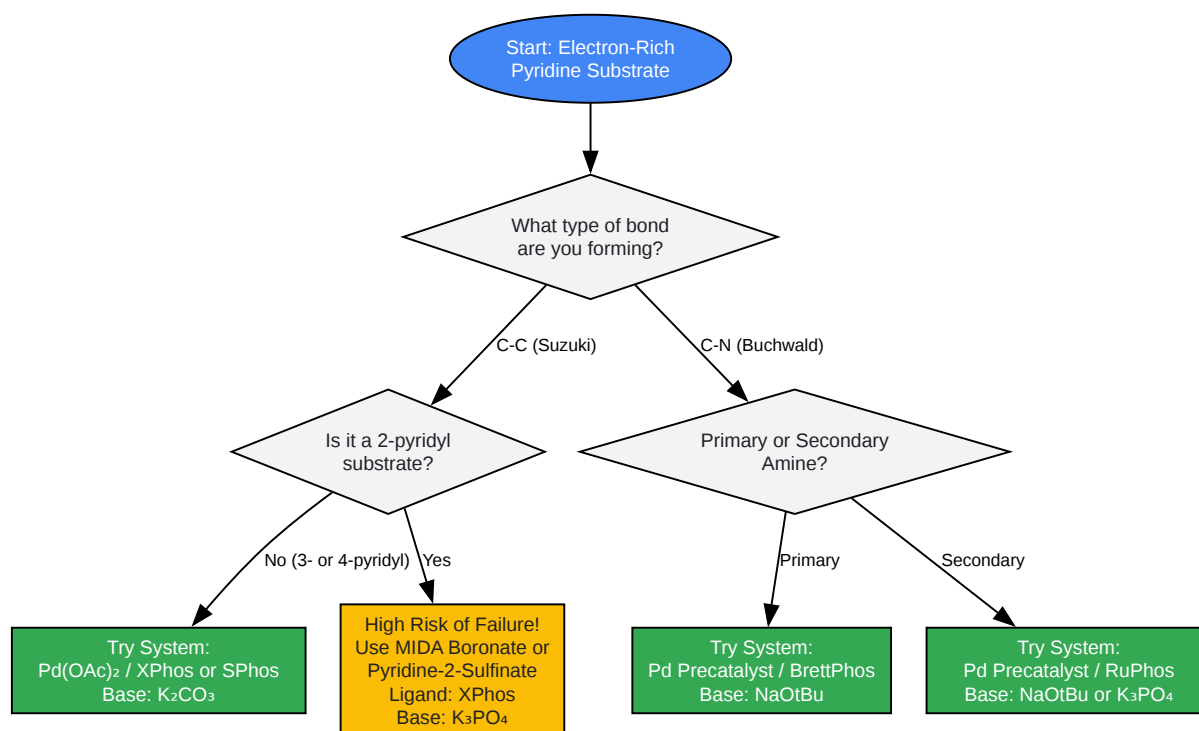 Start: Electron-Rich
Pyridine Substrate
What type of bond
are you forming?
C-C (Suzuki)
C-N (Buchwald)
Is it a 2-pyridyl
substrate?
Primary or Secondary
Amine?
No (3- or 4-pyridyl)
Yes
Primary
Secondary
Try System:
Pd(OAc)₂ / XPhos or SPhos
Base: K₂CO₃
High Risk of Failure!
Use MIDA Boronate or
Pyridine-2-Sulfinate
Ligand: XPhos
Base: K₃PO₄
Try System:
Pd Precatalyst / BrettPhos
Base: NaOtBu
Try System:
Pd Precatalyst / RuPhos
Base: NaOtBu or K₃PO₄